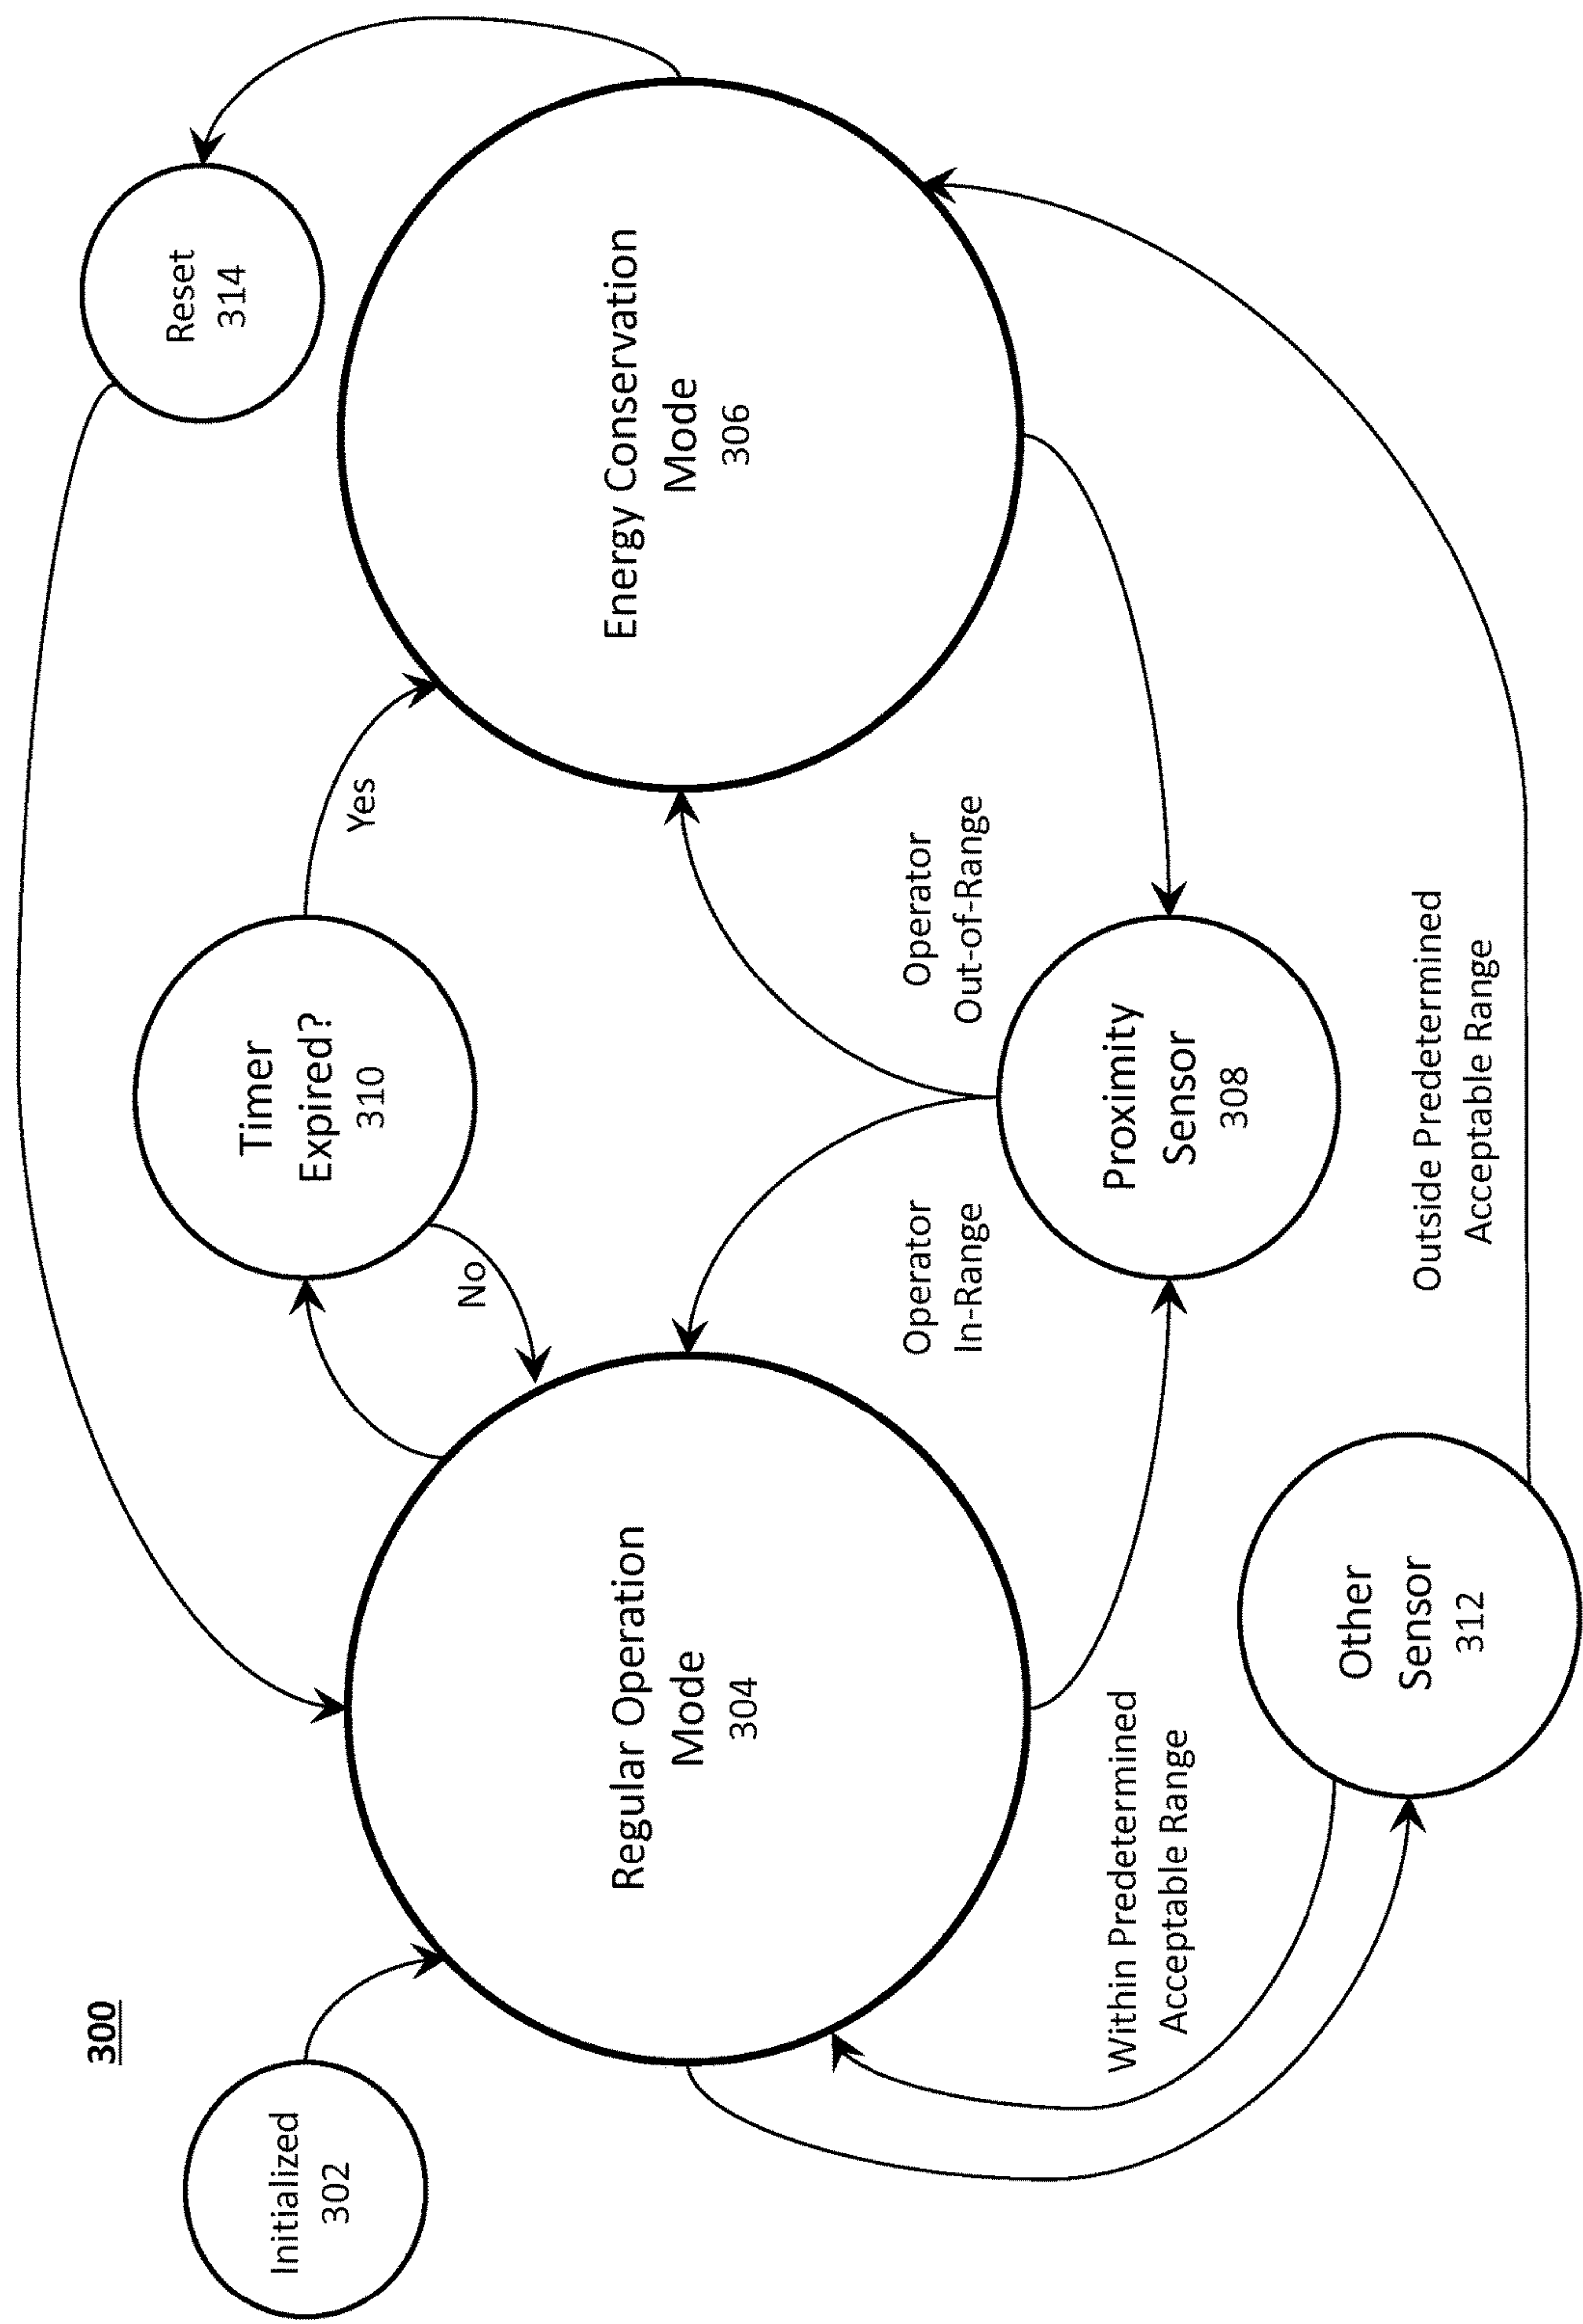 300
Initialized
302
Regular Operation
Mode
304
Timer
Expired?
310
No
Yes
Reset
314
Energy Conservation
Mode
306
Operator
In-Range
Operator
Out-of-Range
Proximity
Sensor
308
Within Predetermined
Acceptable Range
Other
Sensor
312
Outside Predetermined
Acceptable Range